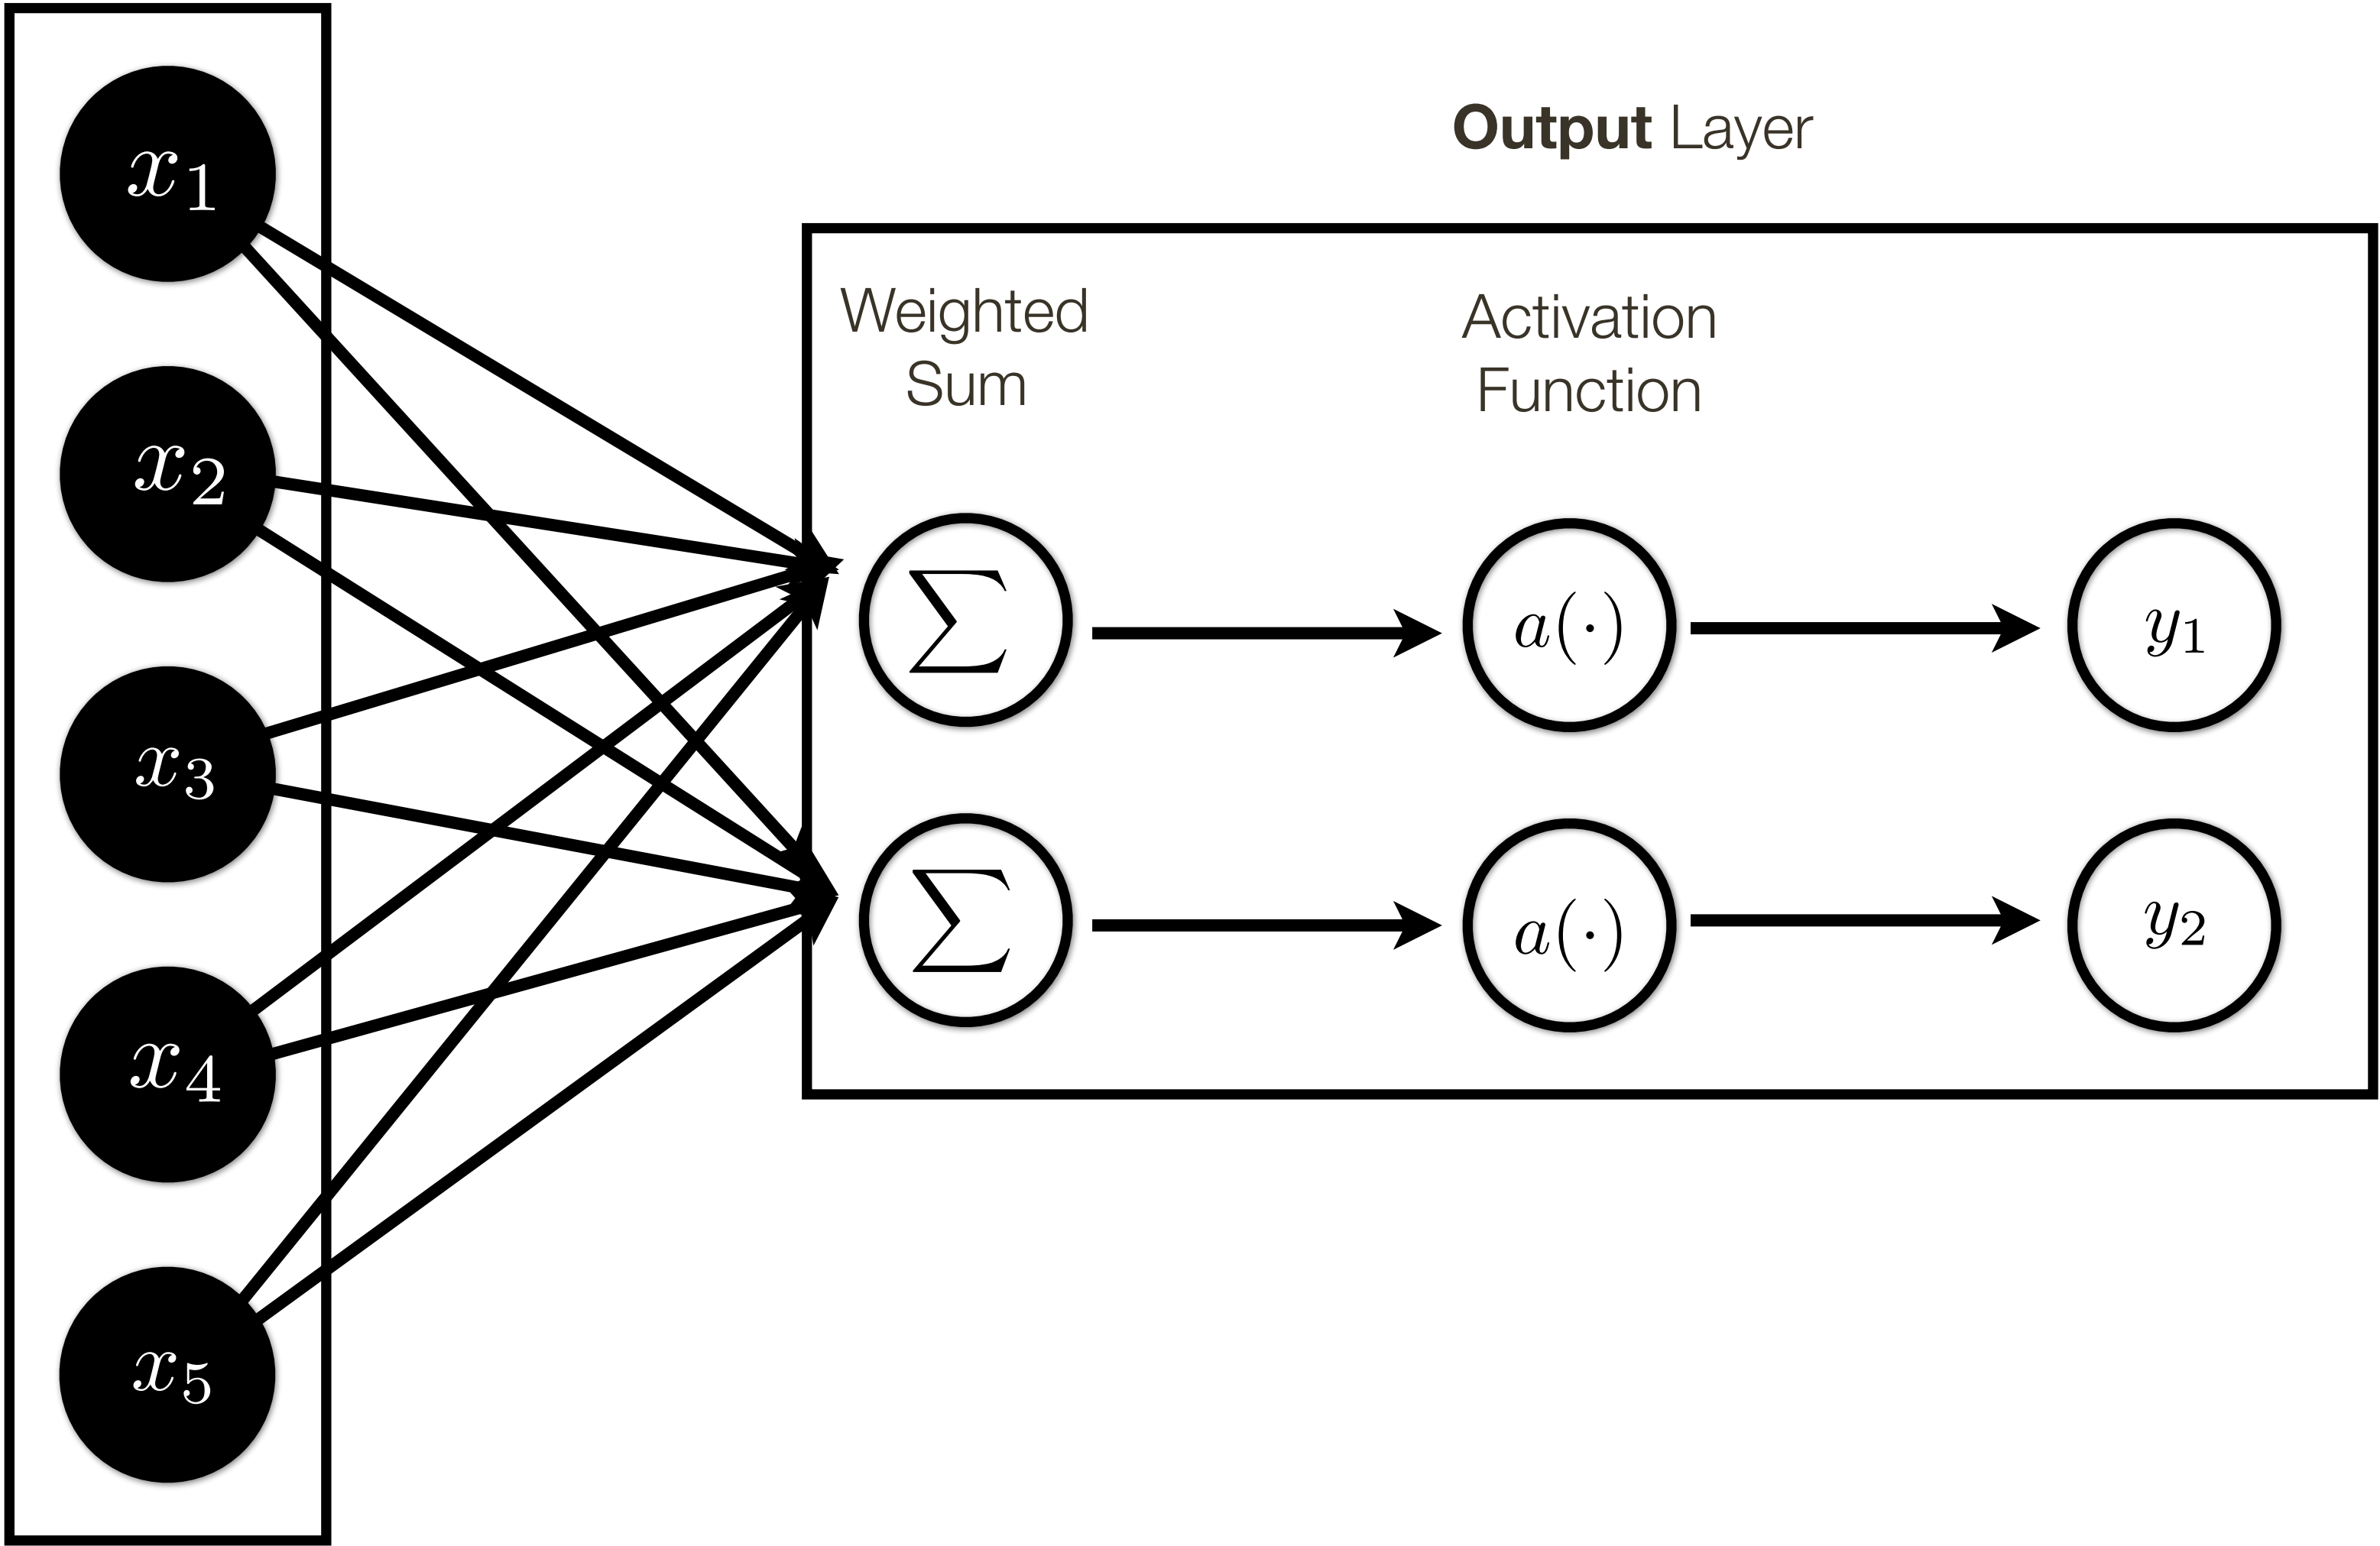 x₁
x₂
x₃
x₄
x₅
Output Layer
Weighted
Sum
Activation
Function
∑
a(·)
y₁
∑
a(·)
y₂